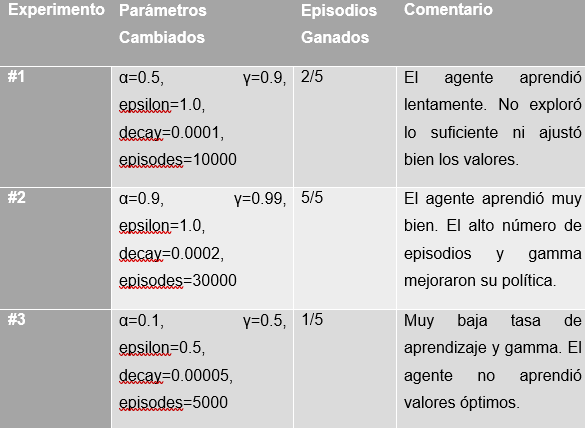 Experimento Parámetros Cambiados Episodios Ganados Comentario
#1 α=0.5, γ=0.9, 2/5 El agente aprendió
epsilon=1.0, lentamente. No exploró
decay=0.0001, lo suficiente ni ajustó
episodes=10000 bien los valores.
#2 α=0.9, γ=0.99, 5/5 El agente aprendió muy
epsilon=1.0, bien. El alto número de
decay=0.0002, episodios y gamma
episodes=30000 mejoraron su política.
#3 α=0.1, γ=0.5, 1/5 Muy baja tasa de
epsilon=0.5, aprendizaje y gamma. El
decay=0.00005, agente no aprendió
episodes=5000 valores óptimos.